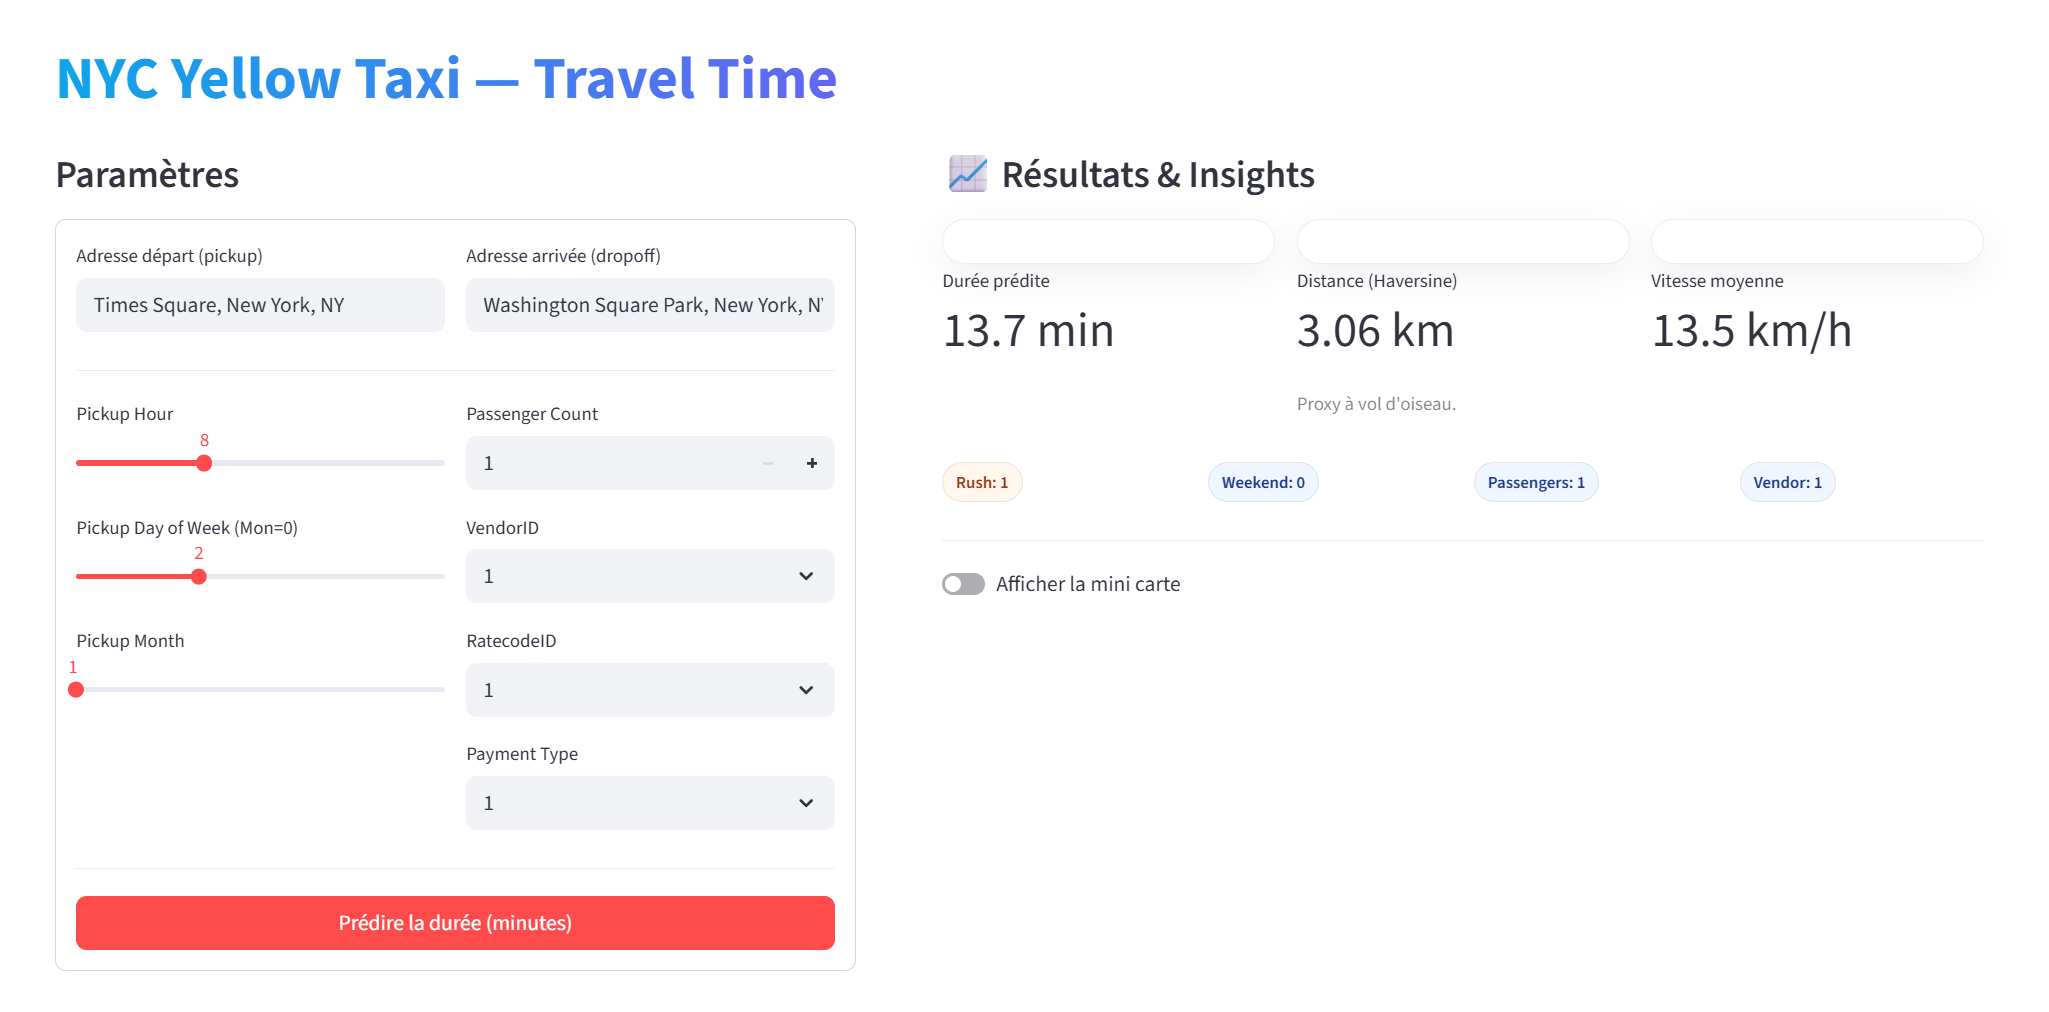 NYC Yellow Taxi — Travel Time
Paramètres
Adresse départ (pickup)
Times Square, New York, NY
Adresse arrivée (dropoff)
Washington Square Park, New York, N
Pickup Hour
8
Pickup Day of Week (Mon=0)
2
Pickup Month
1
Passenger Count
1
VendorID
1
RatecodeID
1
Payment Type
1
Prédire la durée (minutes)
Résultats & Insights
Durée prédite
13.7 min
Distance (Haversine)
3.06 km
Proxy à vol d'oiseau.
Vitesse moyenne
13.5 km/h
Rush: 1
Weekend: 0
Passengers: 1
Vendor: 1
Afficher la mini carte